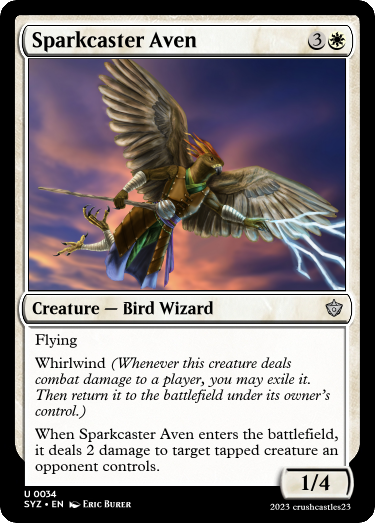 Sparkcaster Aven 3
Creature — Bird Wizard
Flying
Whirlwind (Whenever this creature deals
combat damage to a player, you may exile it.
Then return it to the battlefield under its owner's
control.)
When Sparkcaster Aven enters the battlefield,
it deals 2 damage to target tapped creature an
opponent controls.
1/4
U 0034
SYZ • EN Eric Burer
2023 crushcastles23